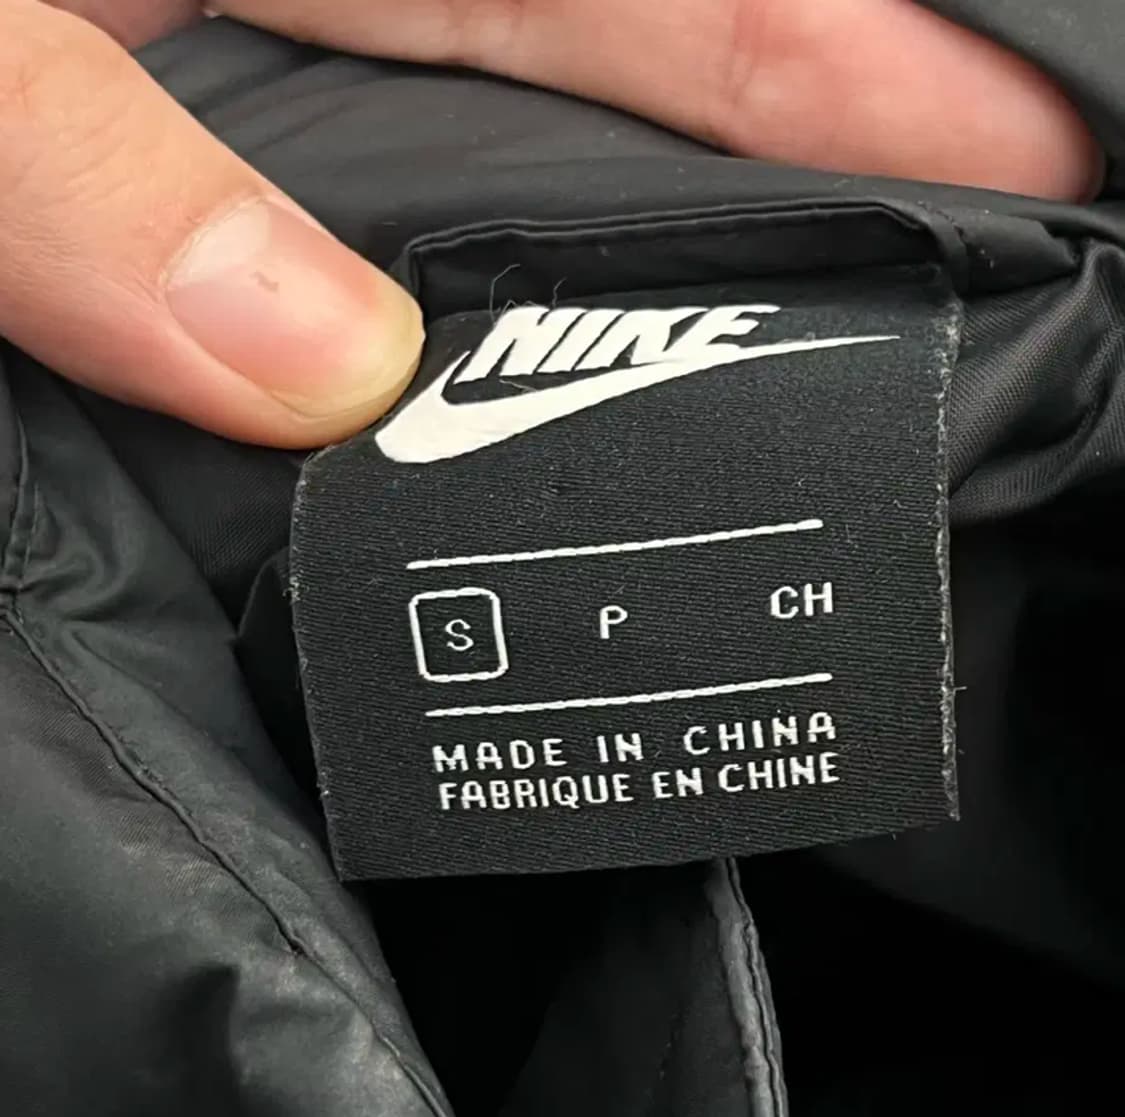 NIKE
S P CH
MADE IN CHINA
FABRIQUE EN CHINE